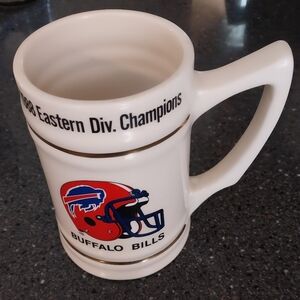 Eastern Div. Champions
BUFFALO BILLS